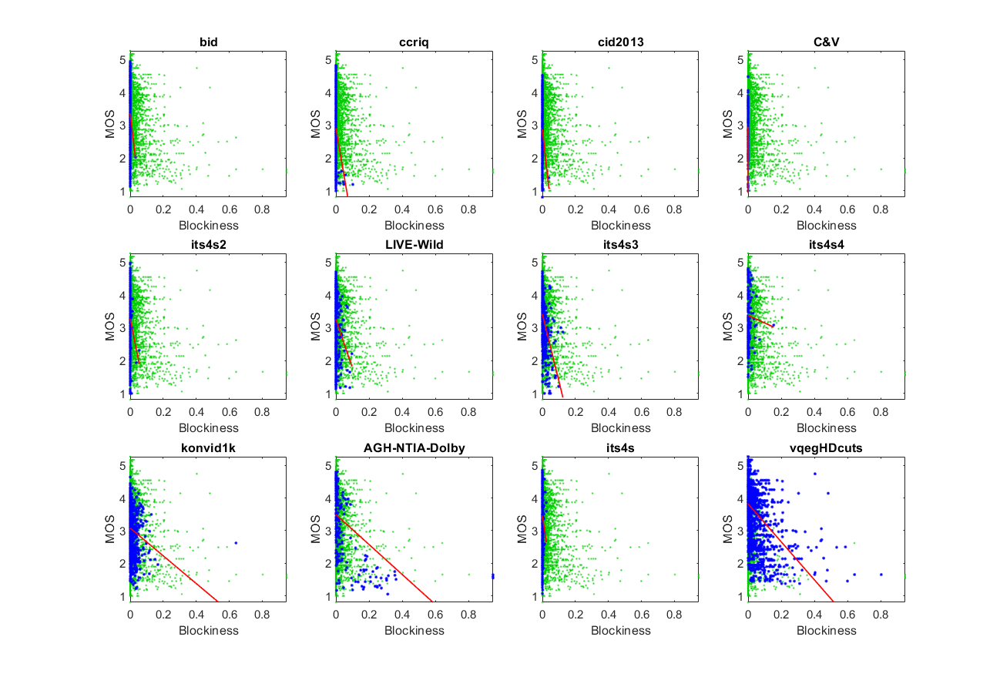 bid ccriq cid2013 C&V
5 5 5 5
4 4 4 4
MOS 3 MOS 3 MOS 3 MOS 3
2 2 2 2
1 1 1 1
0 0.2 0.4 0.6 0.8 0 0.2 0.4 0.6 0.8 0 0.2 0.4 0.6 0.8 0 0.2 0.4 0.6 0.8
Blockiness Blockiness Blockiness Blockiness
its4s2 LIVE-Wild its4s3 its4s4
5 5 5 5
4 4 4 4
MOS 3 MOS 3 MOS 3 MOS 3
2 2 2 2
1 1 1 1
0 0.2 0.4 0.6 0.8 0 0.2 0.4 0.6 0.8 0 0.2 0.4 0.6 0.8 0 0.2 0.4 0.6 0.8
Blockiness Blockiness Blockiness Blockiness
konvid1k AGH-NTIA-Dolby its4s vqegHDcuts
5 5 5 5
4 4 4 4
MOS 3 MOS 3 MOS 3 MOS 3
2 2 2 2
1 1 1 1
0 0.2 0.4 0.6 0.8 0 0.2 0.4 0.6 0.8 0 0.2 0.4 0.6 0.8 0 0.2 0.4 0.6 0.8
Blockiness Blockiness Blockiness Blockiness